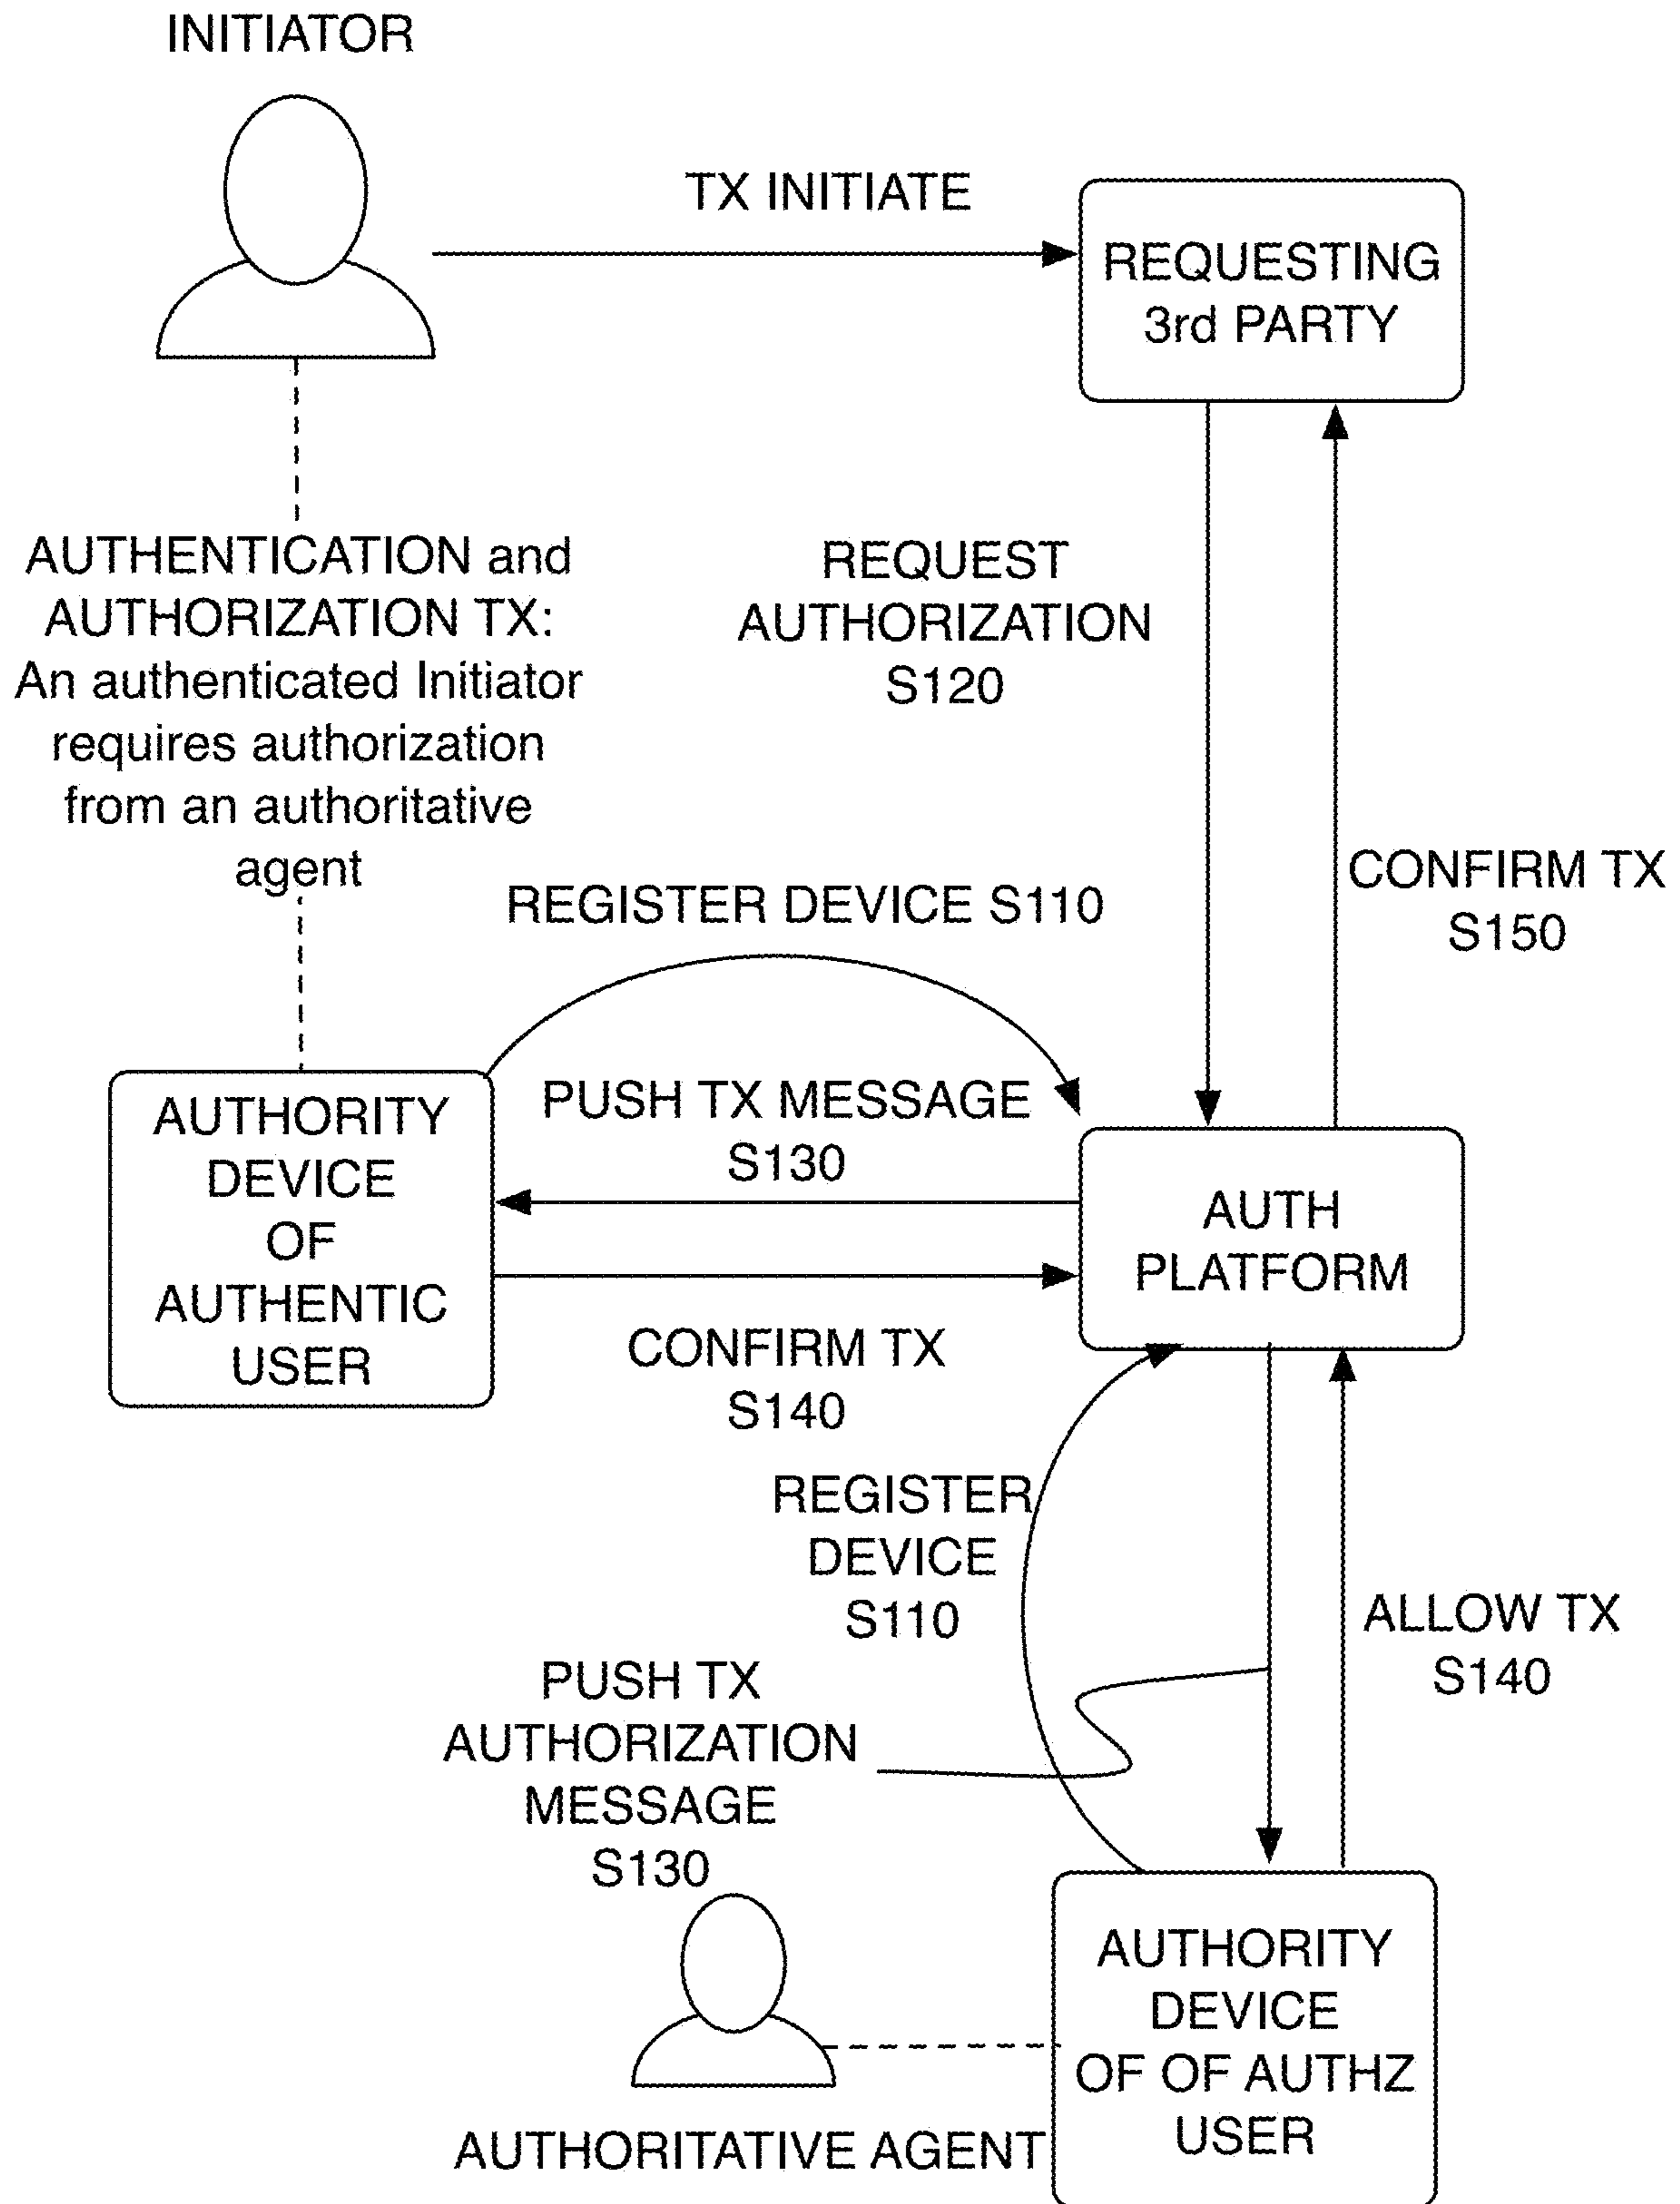 INITIATOR
TX INITIATE
REQUESTING
3rd PARTY
AUTHENTICATION and
AUTHORIZATION TX:
An authenticated Initiator
requires authorization
from an authoritative
agent
REQUEST
AUTHORIZATION
S120
CONFIRM TX
S150
REGISTER DEVICE S110
AUTHORITY
DEVICE
OF
AUTHENTIC
USER
PUSH TX MESSAGE
S130
AUTH
PLATFORM
CONFIRM TX
S140
REGISTER
DEVICE
S110
ALLOW TX
S140
PUSH TX
AUTHORIZATION
MESSAGE
S130
AUTHORITY
DEVICE
OF OF AUTHZ
USER
AUTHORITATIVE AGENT